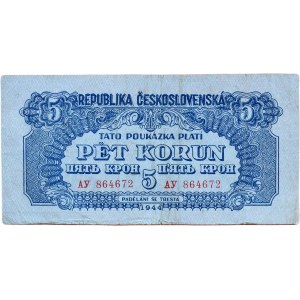 5 REPUBLIKA ČESKOSLOVENSKÁ 5
TATO POUKÁZKA PLATÍ
PĚT KORUN
ПЯТЬ КРОН 5 ПЯТЬ КРОН
АУ 864672 АУ 864672
PADĚLÁNÍ SE TRESTÁ
1944